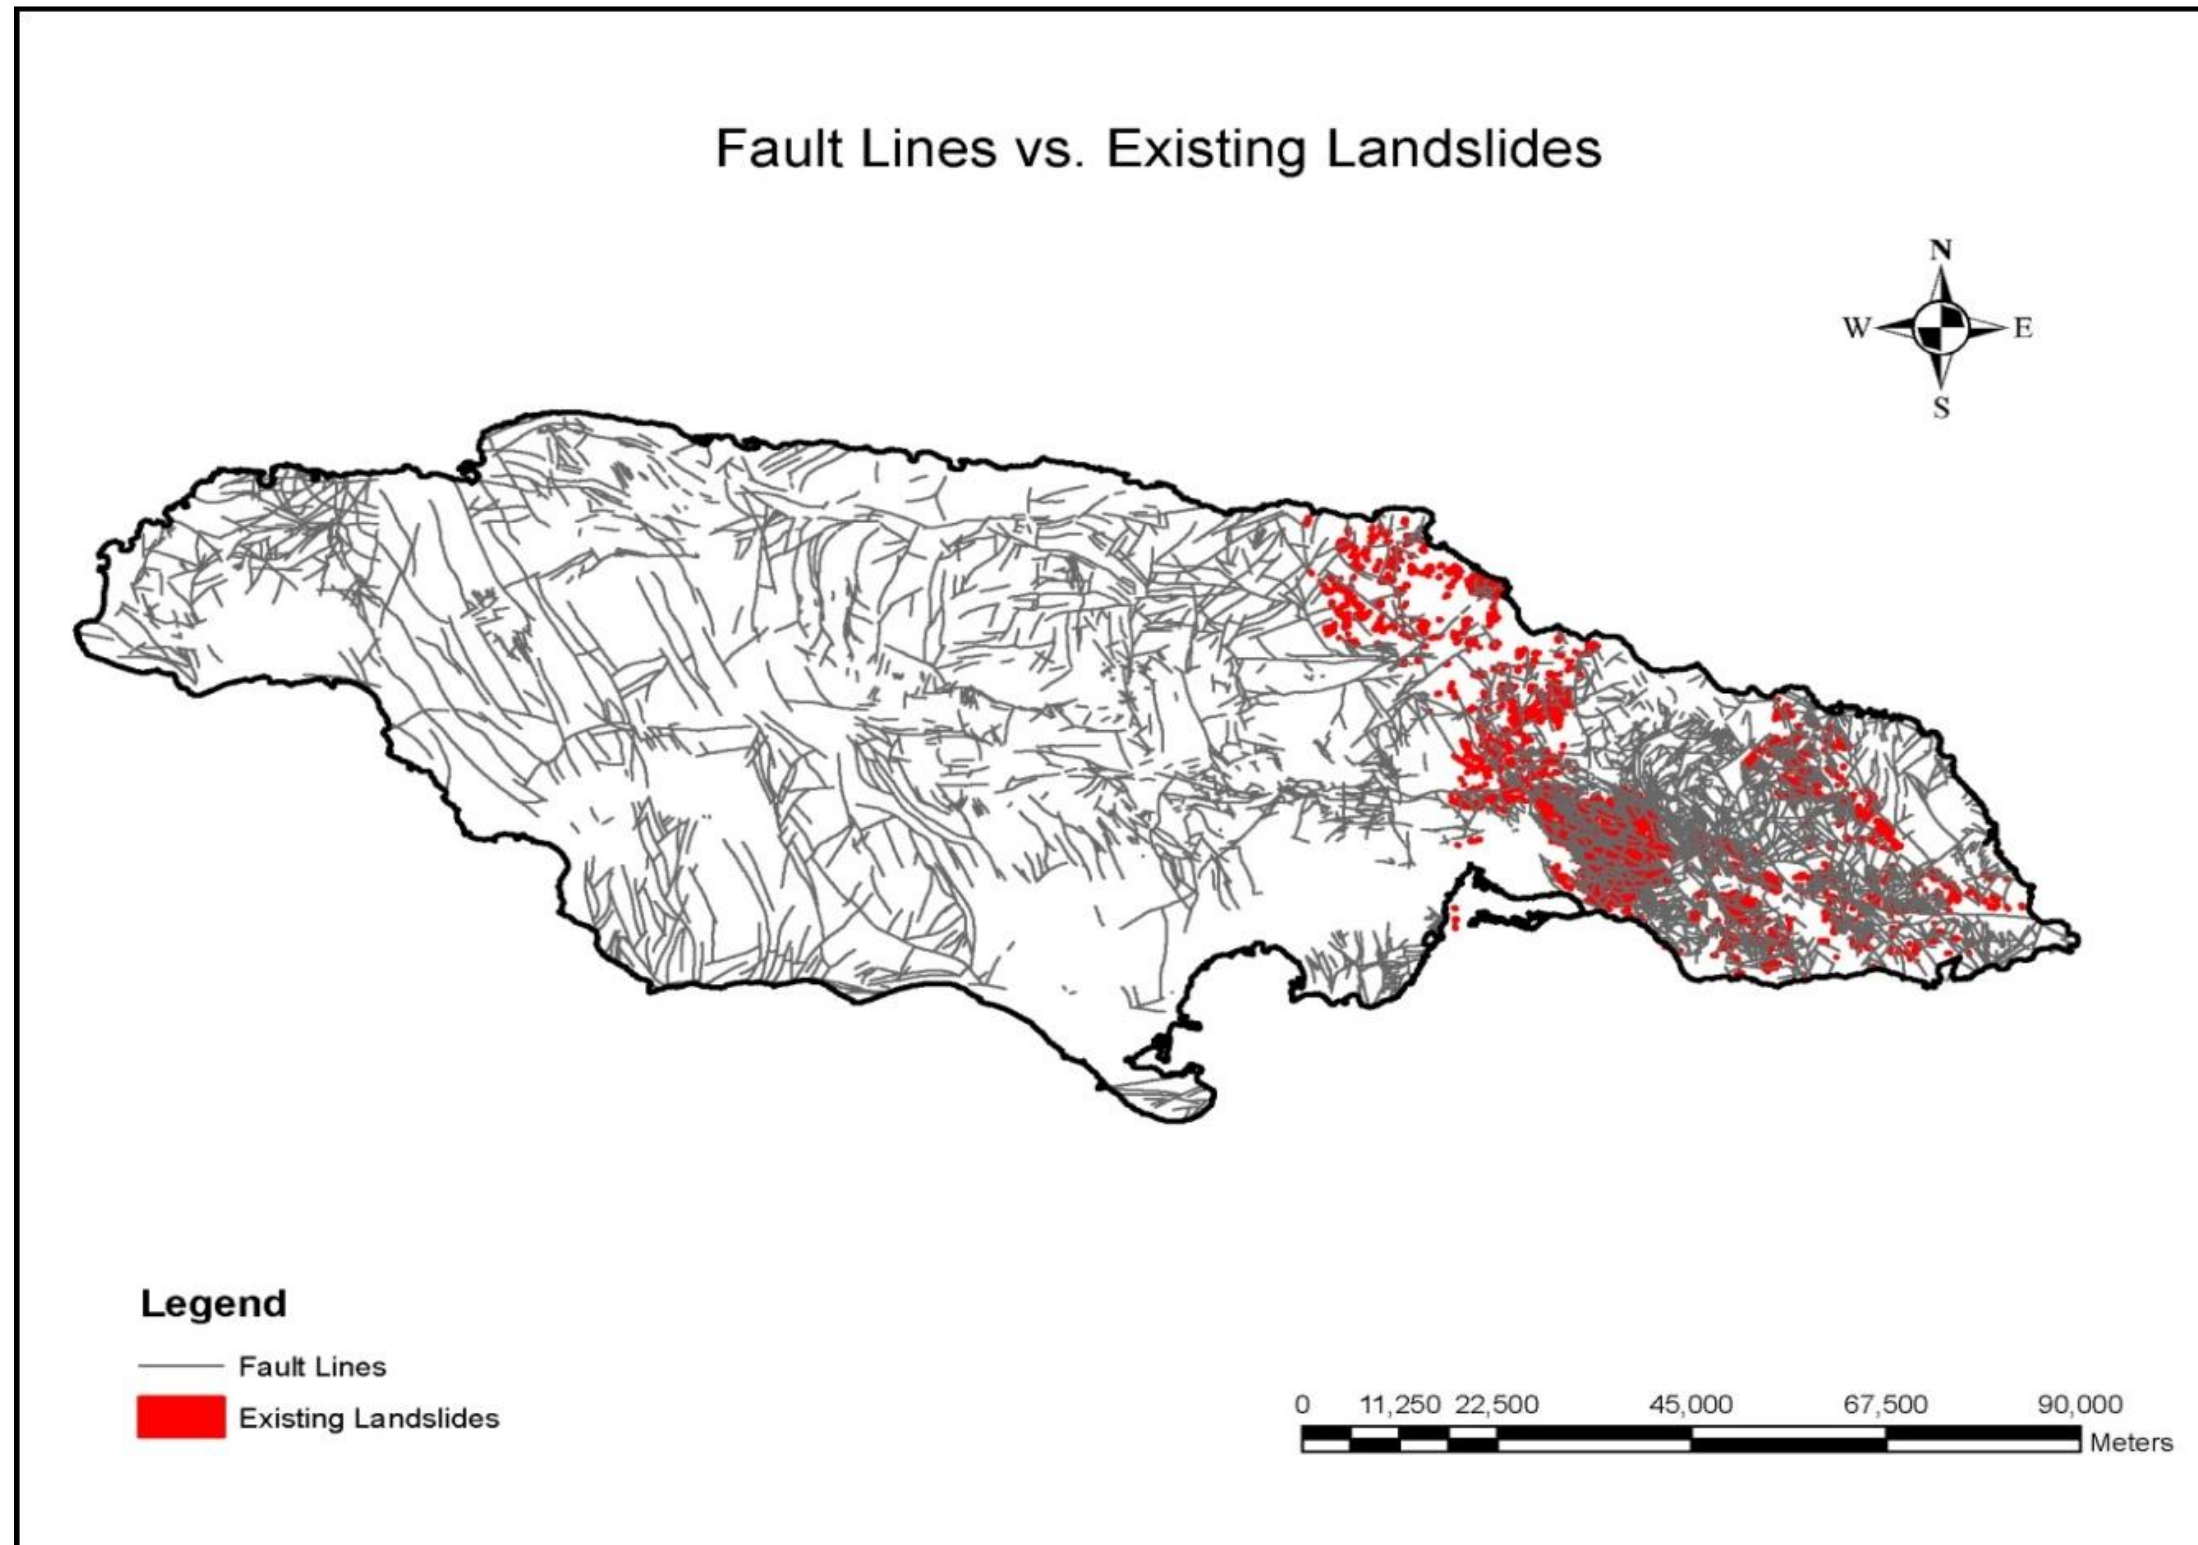 Fault Lines vs. Existing Landslides
N
W E
S
Legend
Fault Lines
Existing Landslides
0 11,250 22,500 45,000 67,500 90,000
Meters